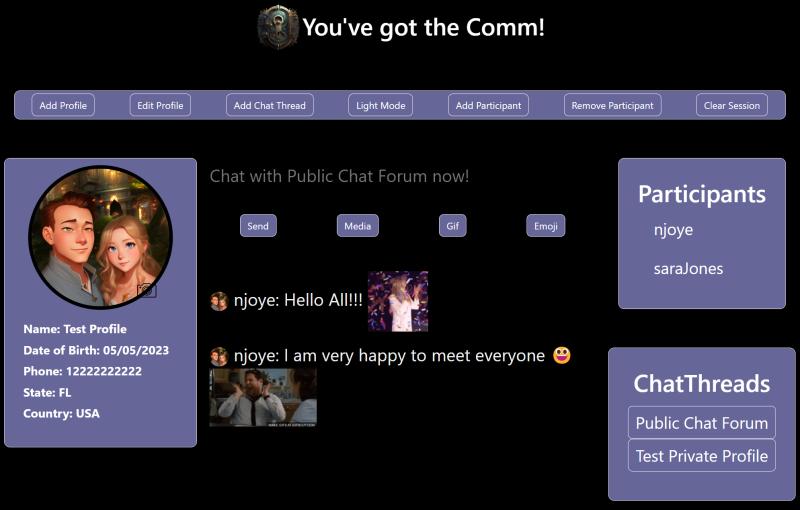 You've got the Comm!
Add Profile
Edit Profile
Add Chat Thread
Light Mode
Add Participant
Remove Participant
Clear Session
Name: Test Profile
Date of Birth: 05/05/2023
Phone: 12222222222
State: FL
Country: USA
Chat with Public Chat Forum now!
Send
Media
Gif
Emoji
njoye: Hello All!!!
njoye: I am very happy to meet everyone 😀
Participants
njoye
saraJones
ChatThreads
Public Chat Forum
Test Private Profile